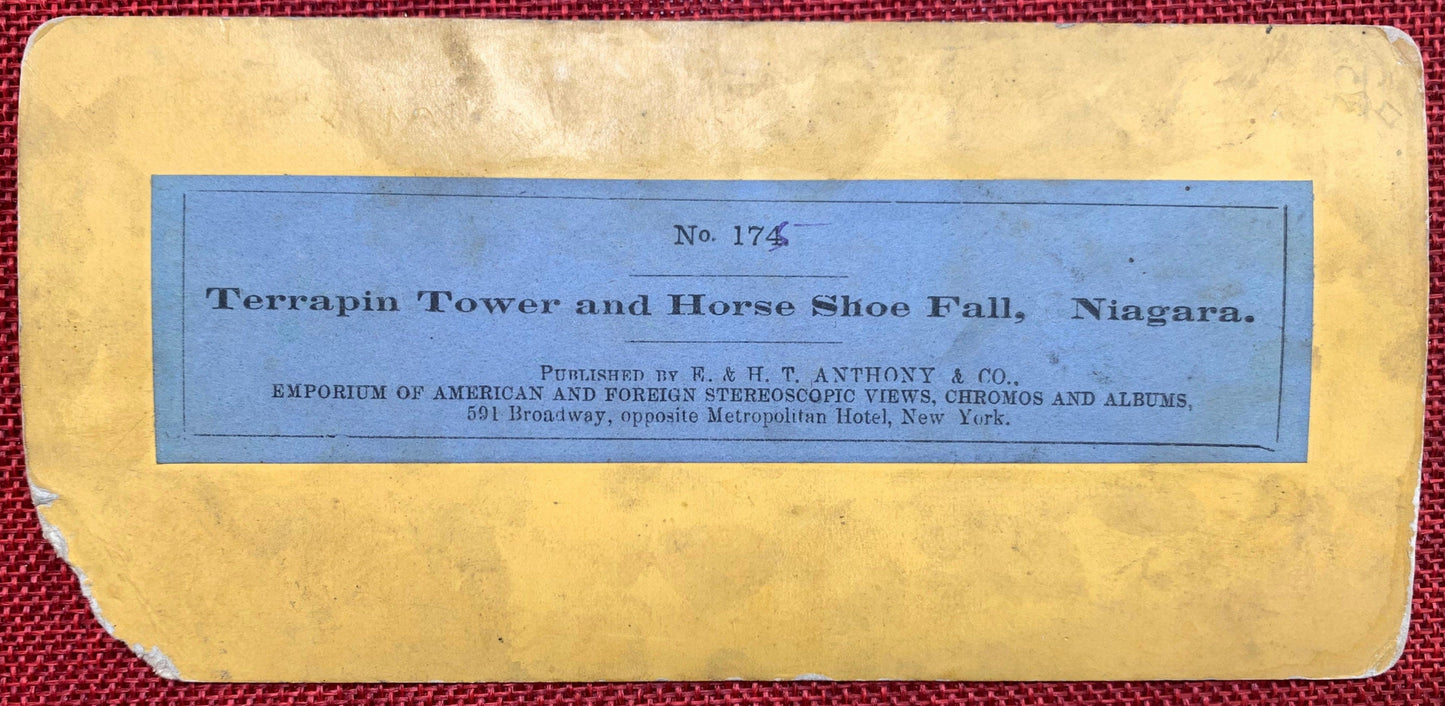 No. 175
Terrapin Tower and Horse Shoe Fall, Niagara.
PUBLISHED BY E. & H. T. ANTHONY & CO.,
EMPORIUM OF AMERICAN AND FOREIGN STEREOSCOPIC VIEWS, CHROMOS AND ALBUMS,
591 Broadway, opposite Metropolitan Hotel, New York.